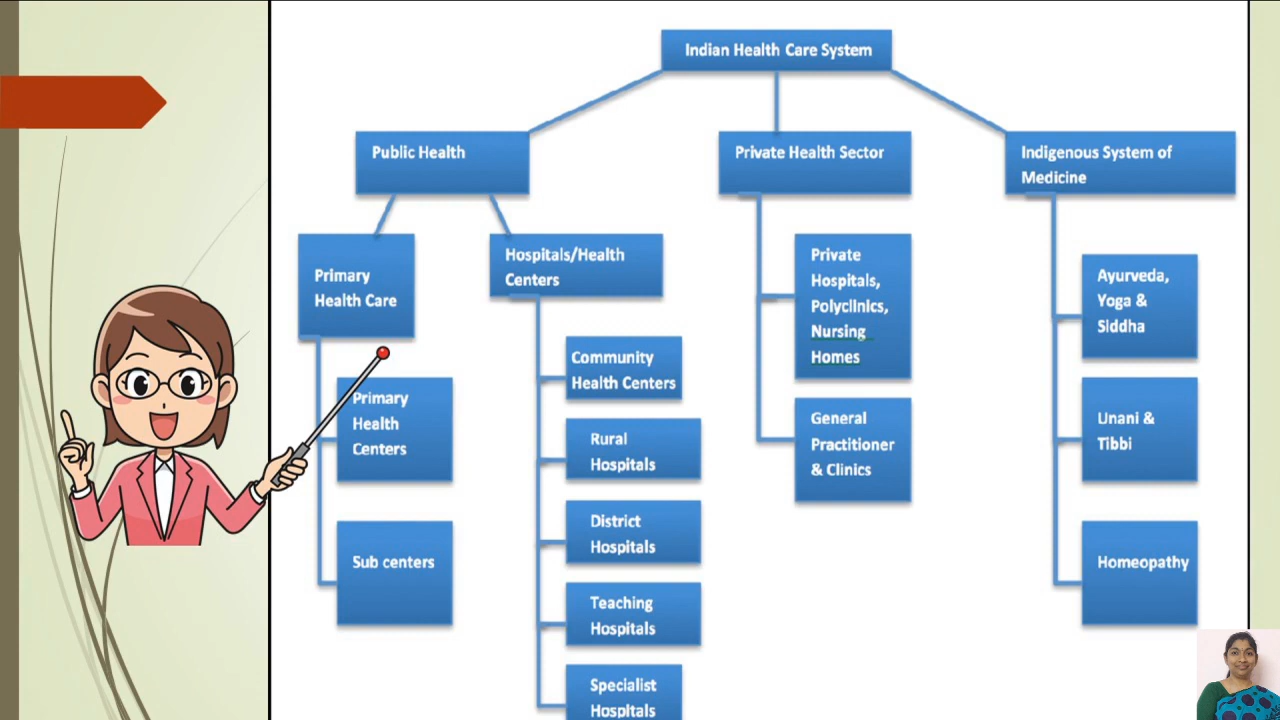 Indian Health Care System
Public Health
Private Health Sector
Indigenous System of
Medicine
Primary
Health Care
Primary
Health
Centers
Sub centers
Hospitals/Health
Centers
Community
Health Centers
Rural
Hospitals
District
Hospitals
Teaching
Hospitals
Specialist
Hospitals
Private
Hospitals,
Polyclinics,
Nursing
Homes
General
Practitioner
& Clinics
Ayurveda,
Yoga &
Siddha
Unani &
Tibbi
Homeopathy